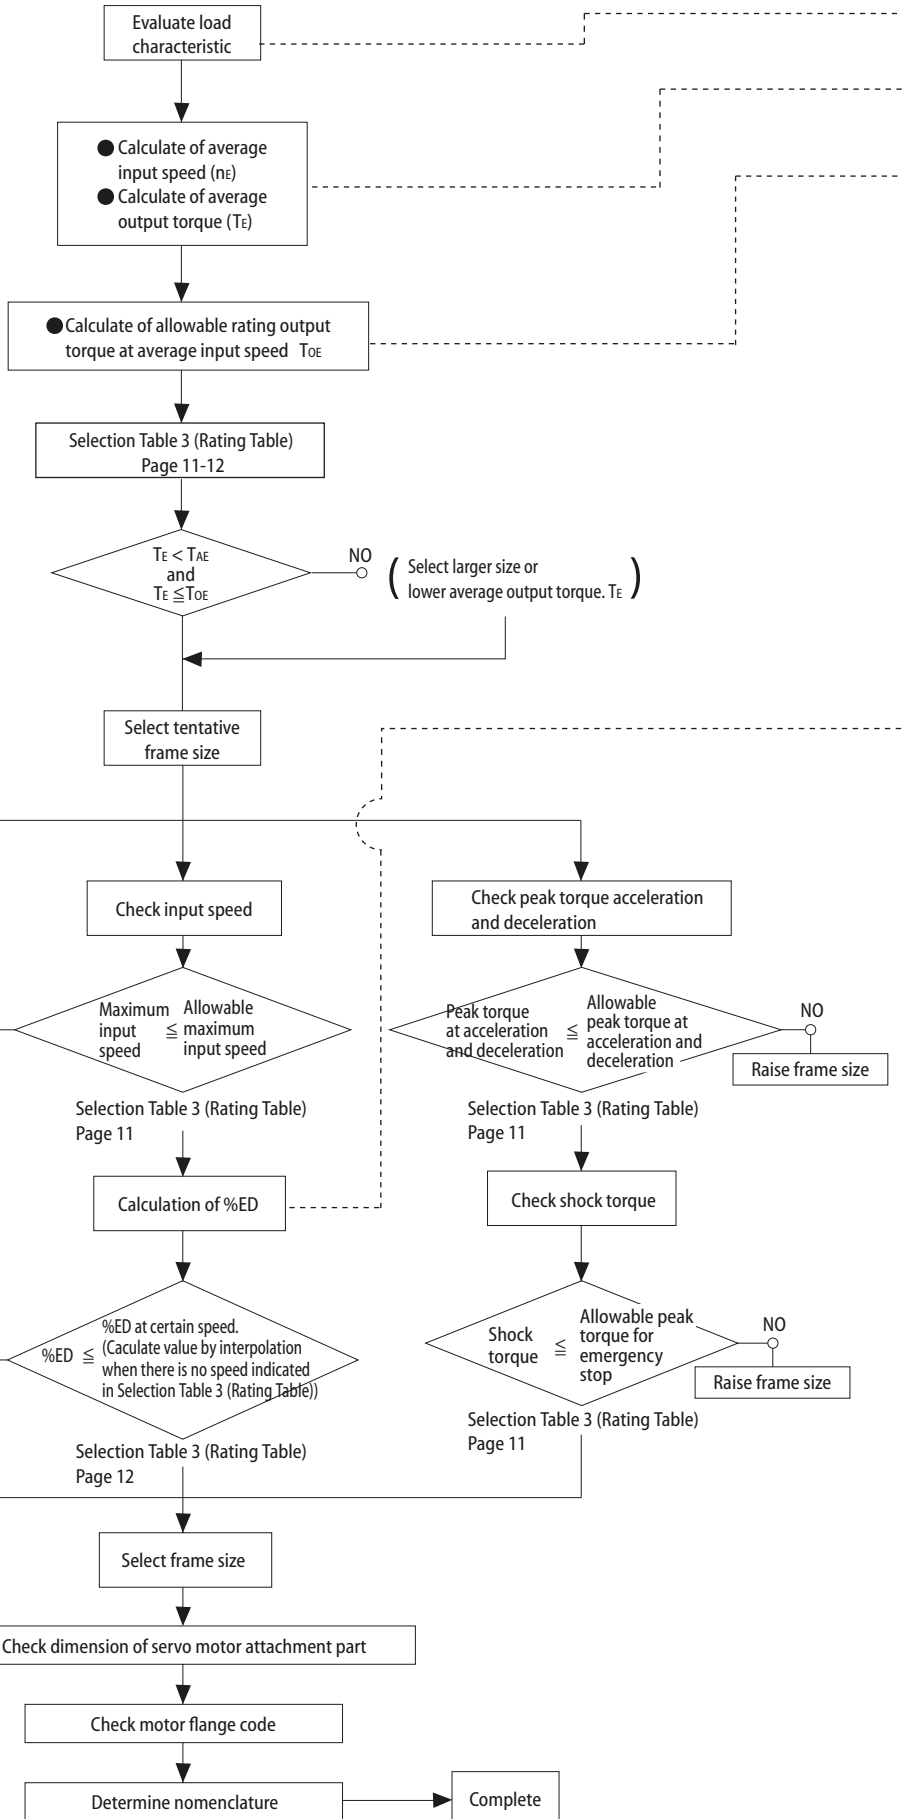 Evaluate load
characteristic
● Calculate of average
input speed (nE)
● Calculate of average
output torque (TE)
● Calculate of allowable rating output
torque at average input speed TOE
Selection Table 3 (Rating Table)
Page 11-12
TE < TAE
and
TE ≦ TOE
NO
( Select larger size or
lower average output torque. TE )
Select tentative
frame size
Check input speed
Maximum
input
speed
≦
Allowable
maximum
input speed
Selection Table 3 (Rating Table)
Page 11
Calculation of %ED
%ED ≦
%ED at certain speed.
(Caculate value by interpolation
when there is no speed indicated
in Selection Table 3 (Rating Table))
Selection Table 3 (Rating Table)
Page 12
Check peak torque acceleration
and deceleration
Peak torque
at acceleration
and deceleration
≦
Allowable
peak torque at
acceleration and
deceleration
NO
Raise frame size
Selection Table 3 (Rating Table)
Page 11
Check shock torque
Shock
torque
≦
Allowable peak
torque for
emergency
stop
NO
Raise frame size
Selection Table 3 (Rating Table)
Page 11
Select frame size
Check dimension of servo motor attachment part
Check motor flange code
Determine nomenclature
Complete